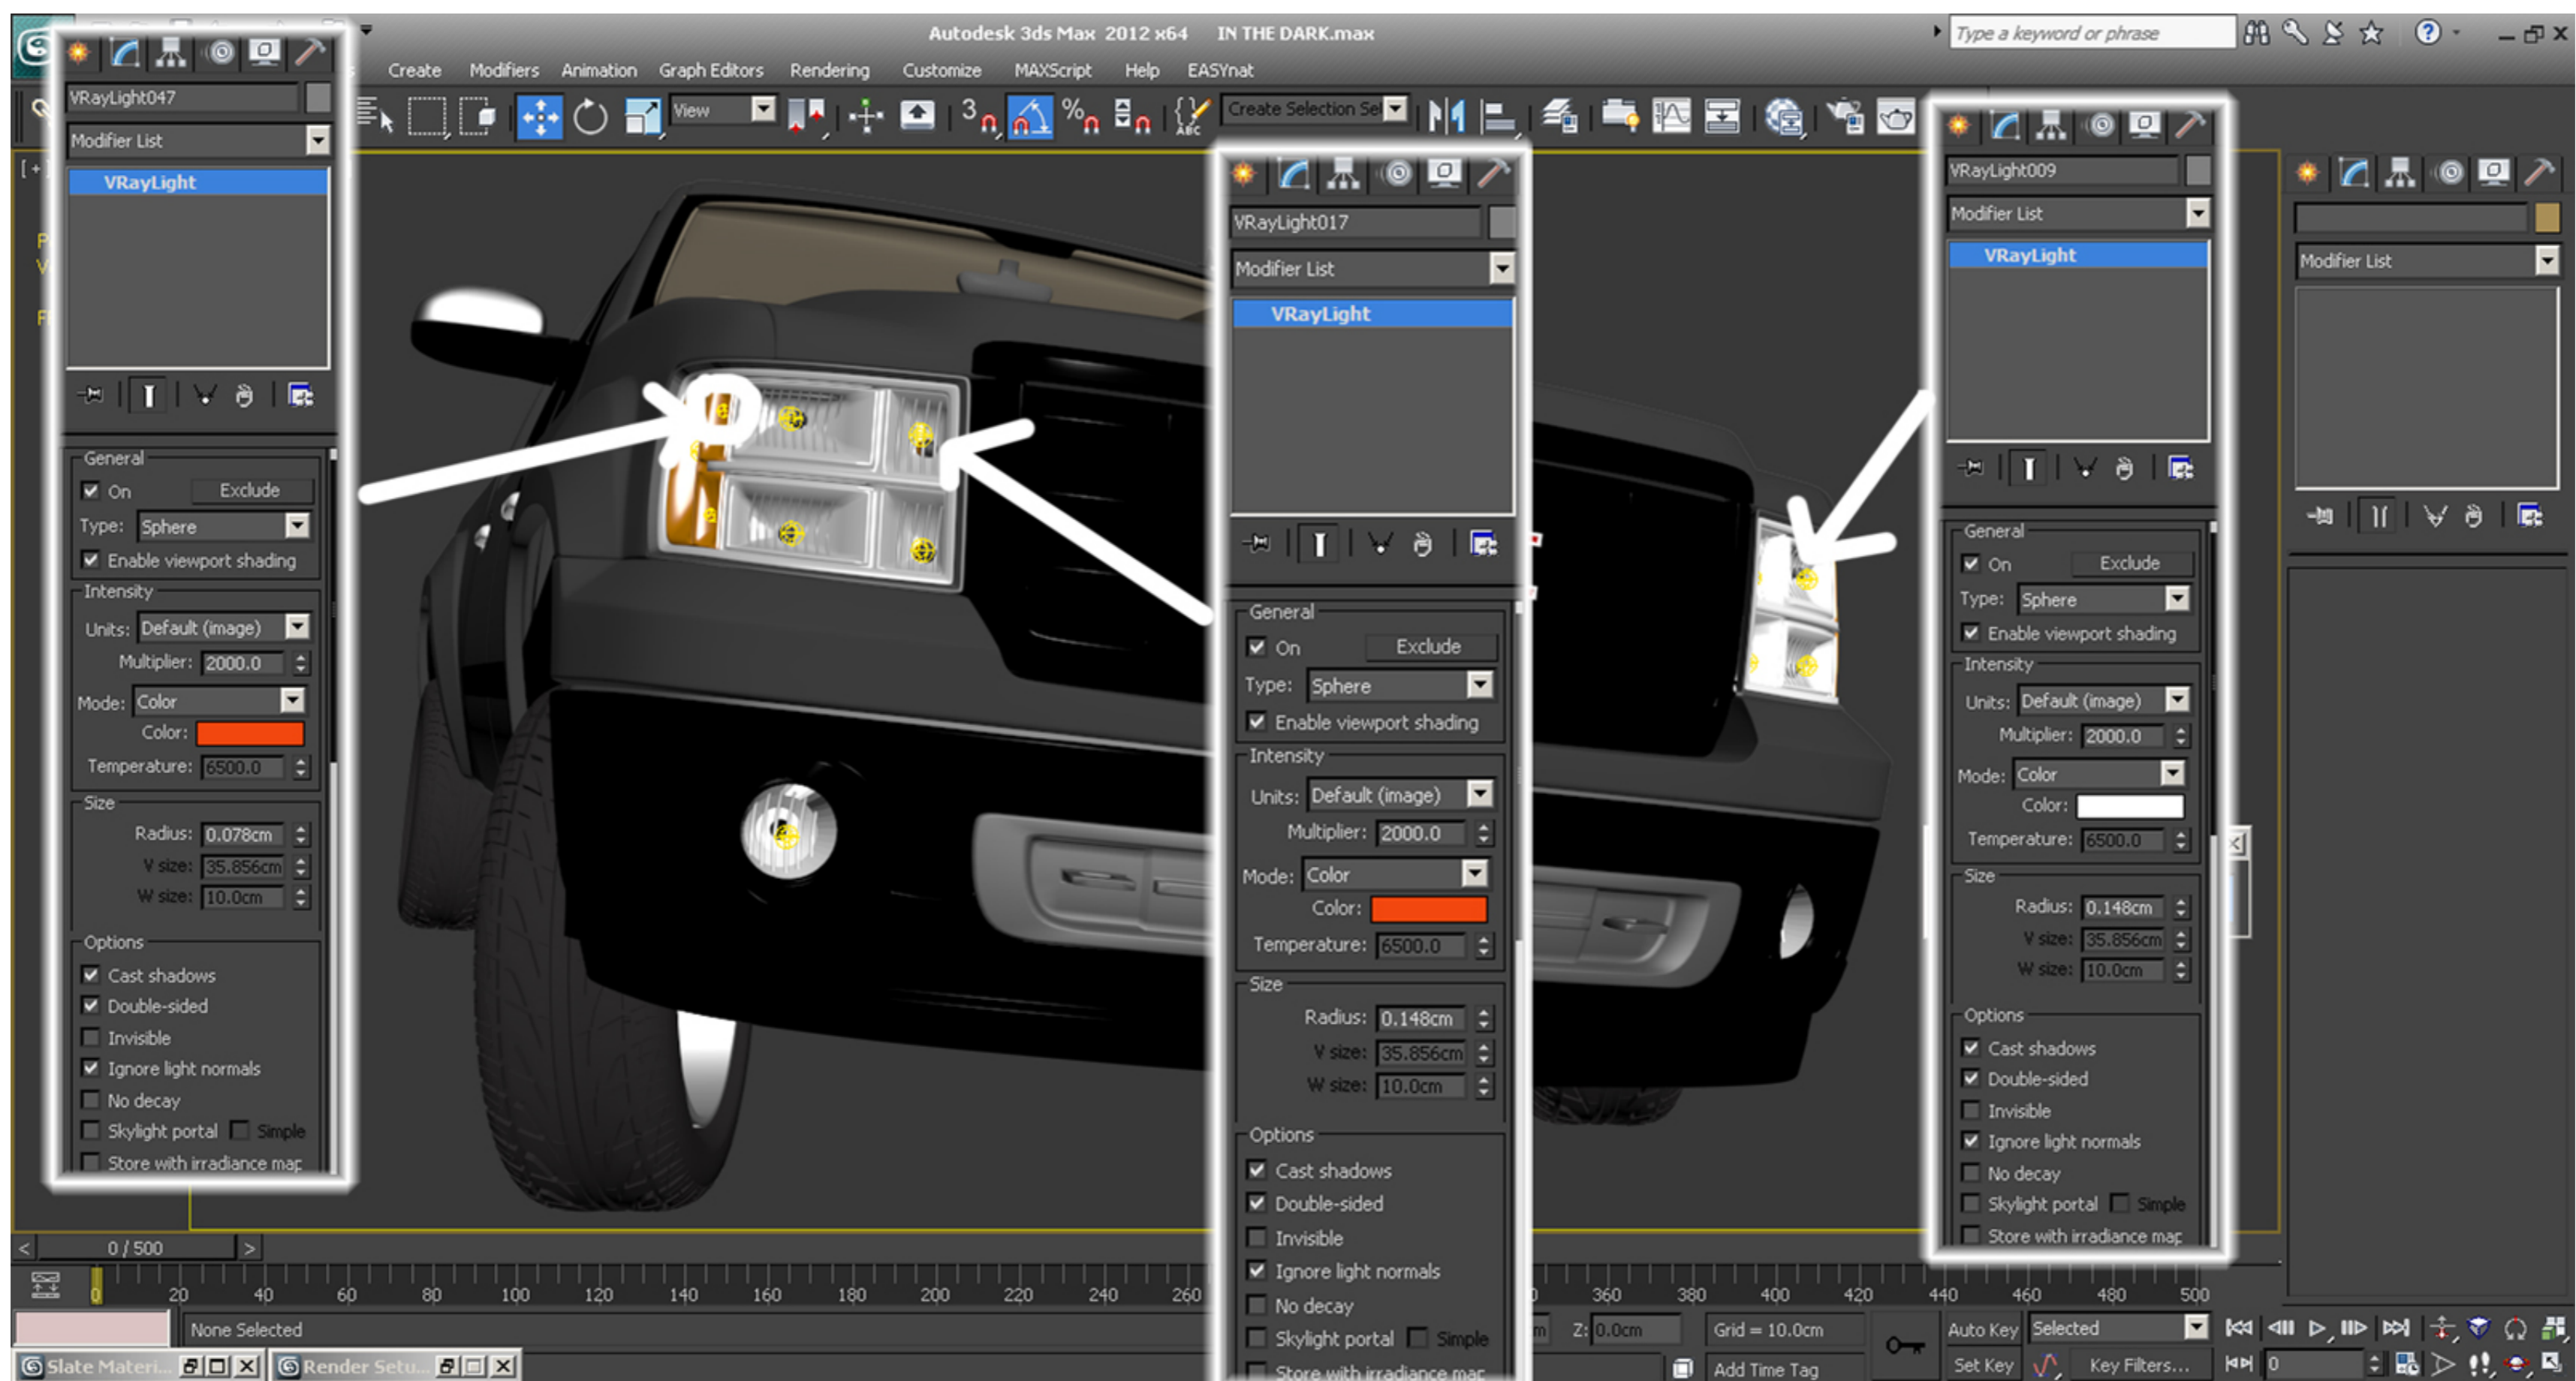 Autodesk 3ds Max 2012 x64 IN THE DARK.max
Type a keyword or phrase
Create Modifiers Animation Graph Editors Rendering Customize MAXScript Help EASYnat
View
3
%
ABC
Create Selection Sel
[ + ]
VRayLight047
Modifier List
VRayLight
General
On Exclude
Type: Sphere
Enable viewport shading
Intensity
Units: Default (image)
Multiplier: 2000.0
Mode: Color
Color:
Temperature: 6500.0
Size
Radius: 0.078cm
V size: 35.856cm
W size: 10.0cm
Options
Cast shadows
Double-sided
Invisible
Ignore light normals
No decay
Skylight portal Simple
Store with irradiance map
VRayLight017
Modifier List
VRayLight
General
On Exclude
Type: Sphere
Enable viewport shading
Intensity
Units: Default (image)
Multiplier: 2000.0
Mode: Color
Color:
Temperature: 6500.0
Size
Radius: 0.148cm
V size: 35.856cm
W size: 10.0cm
Options
Cast shadows
Double-sided
Invisible
Ignore light normals
No decay
Skylight portal Simple
Store with irradiance map
VRayLight009
Modifier List
VRayLight
General
On Exclude
Type: Sphere
Enable viewport shading
Intensity
Units: Default (image)
Multiplier: 2000.0
Mode: Color
Color:
Temperature: 6500.0
Size
Radius: 0.148cm
V size: 35.856cm
W size: 10.0cm
Options
Cast shadows
Double-sided
Invisible
Ignore light normals
No decay
Skylight portal Simple
Store with irradiance map
Modifier List
< 0 / 500 >
0 20 40 60 80 100 120 140 160 180 200 220 240 260 360 380 400 420 440 460 480 500
None Selected
Z: 0.0cm Grid = 10.0cm
Auto Key Selected
Add Time Tag
Set Key Key Filters... 0
Slate Materi... Render Setu...